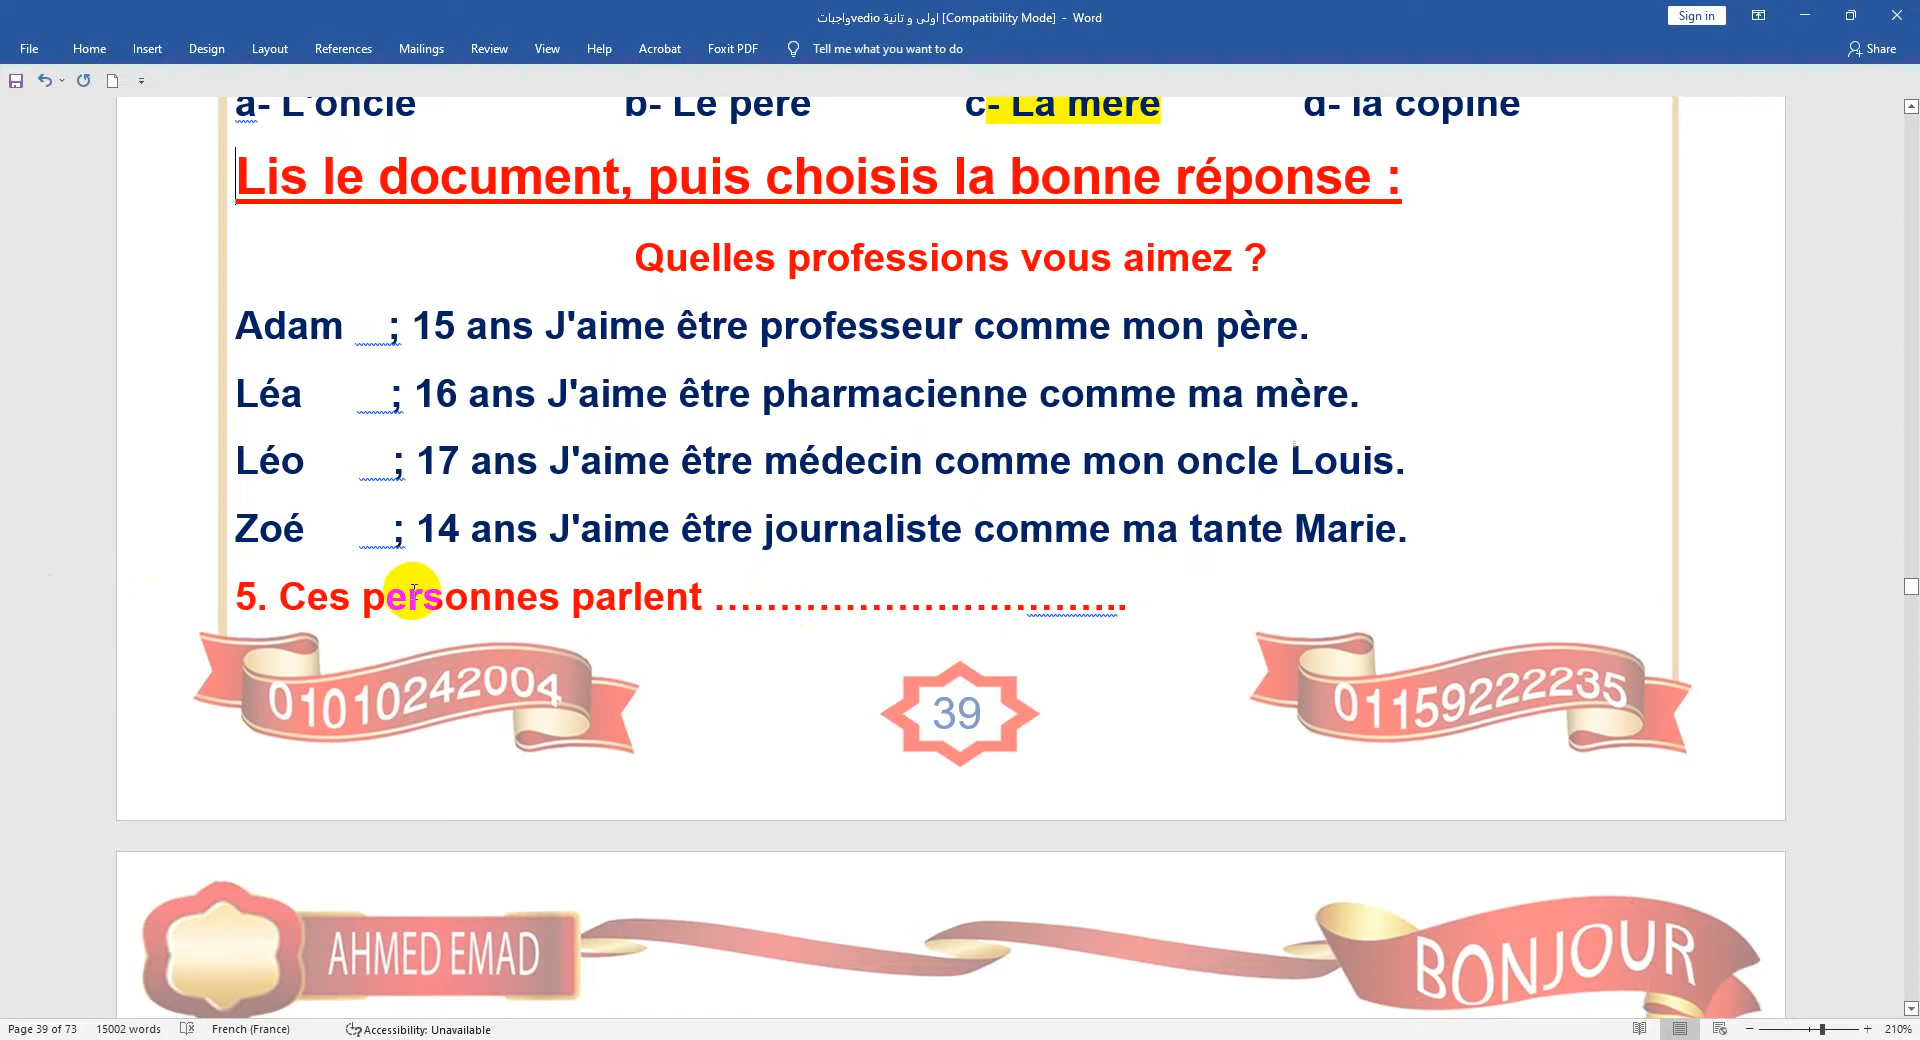 واجباتvedio اولى و تانية [Compatibility Mode] - Word
Sign in
File Home Insert Design Layout References Mailings Review View Help Acrobat Foxit PDF Tell me what you want to do Share
a- L'oncle b- Le père c- La mère d- la copine
Lis le document, puis choisis la bonne réponse :
Quelles professions vous aimez ?
Adam ; 15 ans J'aime être professeur comme mon père.
Léa ; 16 ans J'aime être pharmacienne comme ma mère.
Léo ; 17 ans J'aime être médecin comme mon oncle Louis.
Zoé ; 14 ans J'aime être journaliste comme ma tante Marie.
5. Ces personnes parlent ……………………………..
01010242004 39 01159222235
AHMED EMAD BONJOUR
Page 39 of 73 15002 words French (France) Accessibility: Unavailable 210%